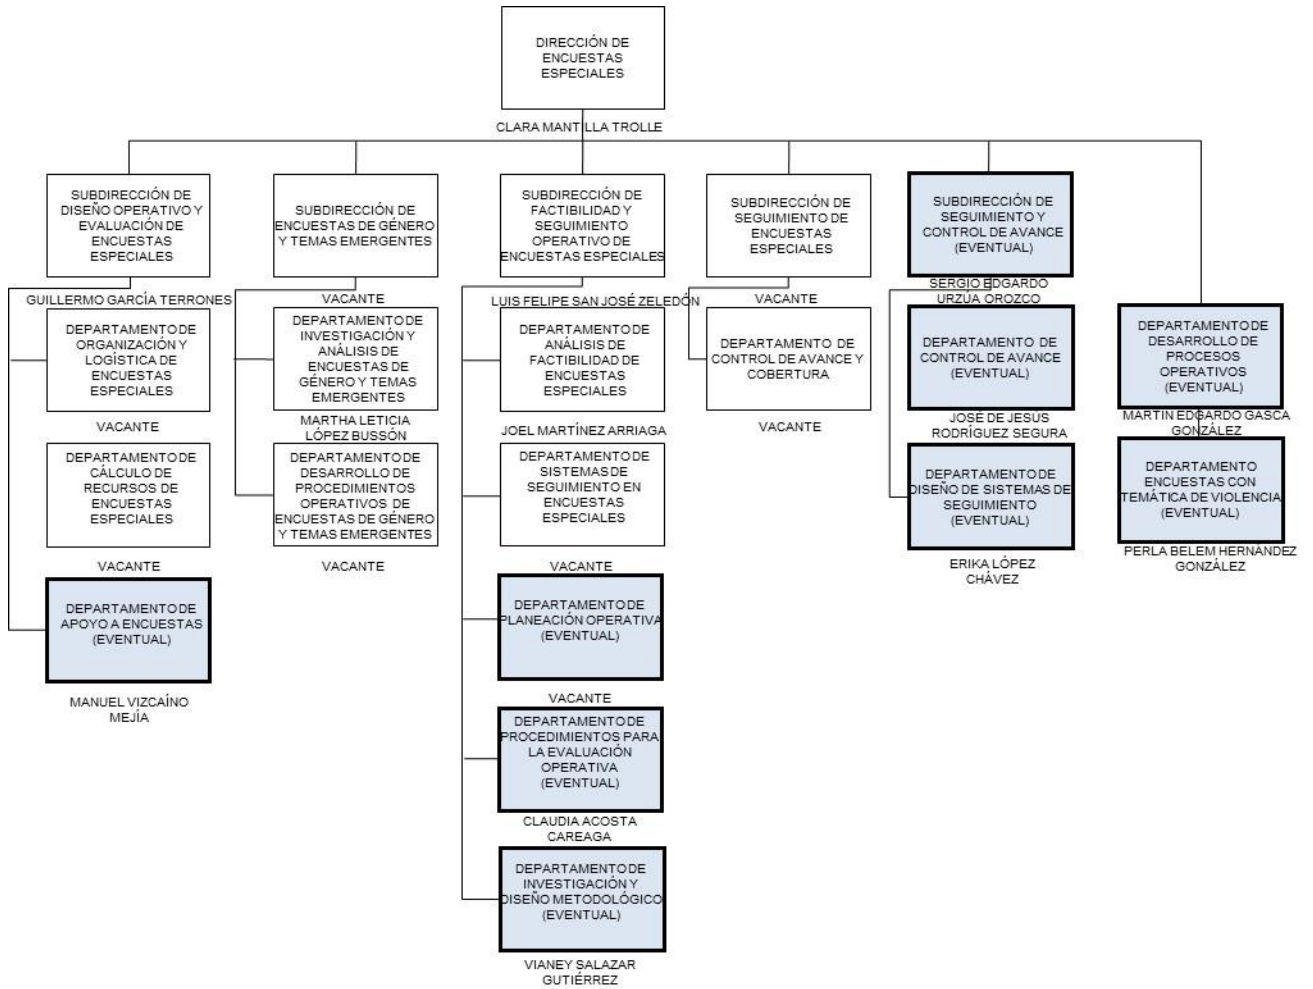 DIRECCIÓN DE
ENCUESTAS
ESPECIALES
CLARA MANTILLA TROLLE
SUBDIRECCIÓN DE
DISEÑO OPERATIVO Y
EVALUACIÓN DE
ENCUESTAS
ESPECIALES
GUILLERMO GARCÍA TERRONES
DEPARTAMENTO DE
ORGANIZACIÓN Y
LOGÍSTICA DE
ENCUESTAS
ESPECIALES
VACANTE
DEPARTAMENTO DE
CÁLCULO DE
RECURSOS DE
ENCUESTAS
ESPECIALES
VACANTE
DEPARTAMENTO DE
APOYO A ENCUESTAS
(EVENTUAL)
MANUEL VIZCAÍNO
MEJÍA
SUBDIRECCIÓN DE
ENCUESTAS DE GÉNERO
Y TEMAS EMERGENTES
VACANTE
DEPARTAMENTO DE
INVESTIGACIÓN Y
ANÁLISIS DE
ENCUESTAS DE
GÉNERO Y TEMAS
EMERGENTES
MARTHA LETICIA
LÓPEZ BUSSÓN
DEPARTAMENTO DE
DESARROLLO DE
PROCEDIMIENTOS
OPERATIVOS DE
ENCUESTAS DE GÉNERO
Y TEMAS EMERGENTES
VACANTE
SUBDIRECCIÓN DE
FACTIBILIDAD Y
SEGUIMIENTO
OPERATIVO DE
ENCUESTAS ESPECIALES
LUIS FELIPE SAN JOSÉ ZELEDÓN
DEPARTAMENTO DE
ANÁLISIS DE
FACTIBILIDAD DE
ENCUESTAS
ESPECIALES
JOEL MARTÍNEZ ARRIAGA
DEPARTAMENTO DE
SISTEMAS DE
SEGUIMIENTO EN
ENCUESTAS
ESPECIALES
VACANTE
DEPARTAMENTO DE
PLANEACIÓN OPERATIVA
(EVENTUAL)
VACANTE
DEPARTAMENTO DE
PROCEDIMIENTOS PARA
LA EVALUACIÓN
OPERATIVA
(EVENTUAL)
CLAUDIA ACOSTA
CAREAGA
DEPARTAMENTO DE
INVESTIGACIÓN Y
DISEÑO METODOLÓGICO
(EVENTUAL)
VIANEY SALAZAR
GUTIÉRREZ
SUBDIRECCIÓN DE
SEGUIMIENTO DE
ENCUESTAS
ESPECIALES
VACANTE
DEPARTAMENTO DE
CONTROL DE AVANCE Y
COBERTURA
VACANTE
SUBDIRECCIÓN DE
SEGUIMIENTO Y
CONTROL DE AVANCE
(EVENTUAL)
SERGIO EDGARDO
URZÚA OROZCO
DEPARTAMENTO DE
CONTROL DE AVANCE
(EVENTUAL)
JOSÉ DE JESÚS
RODRÍGUEZ SEGURA
DEPARTAMENTO DE
DISEÑO DE SISTEMAS DE
SEGUIMIENTO
(EVENTUAL)
ERIKA LÓPEZ
CHÁVEZ
DEPARTAMENTO DE
DESARROLLO DE
PROCESOS
OPERATIVOS
(EVENTUAL)
MARTIN EDGARDO GASCA
GONZÁLEZ
DEPARTAMENTO
ENCUESTAS CON
TEMÁTICA DE VIOLENCIA
(EVENTUAL)
PERLA BELEM HERNÁNDEZ
GONZÁLEZ